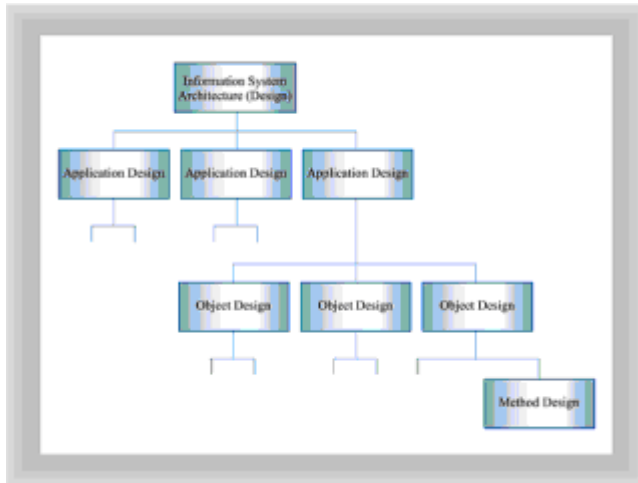 Information System
Architecture (Design)
Application Design
Application Design
Application Design
Object Design
Object Design
Object Design
Method Design